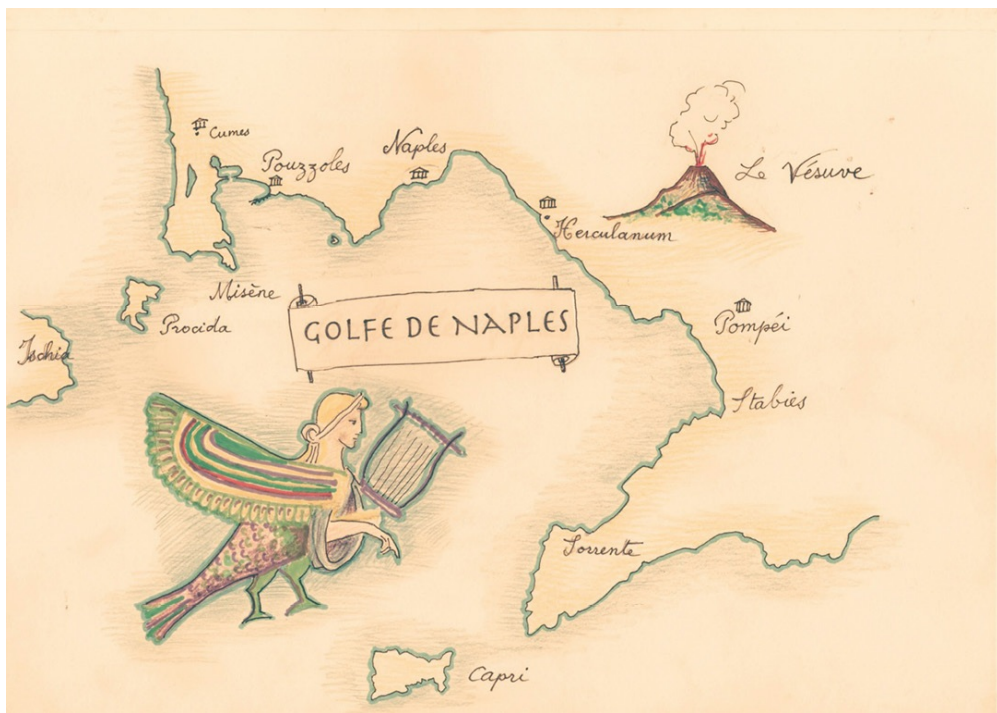 Cumes
Pouzzoles
Naples
Le Vésuve
Herculanum
Misène
Procida
GOLFE DE NAPLES
Pompéi
Ischia
Stabies
Sorrente
Capri